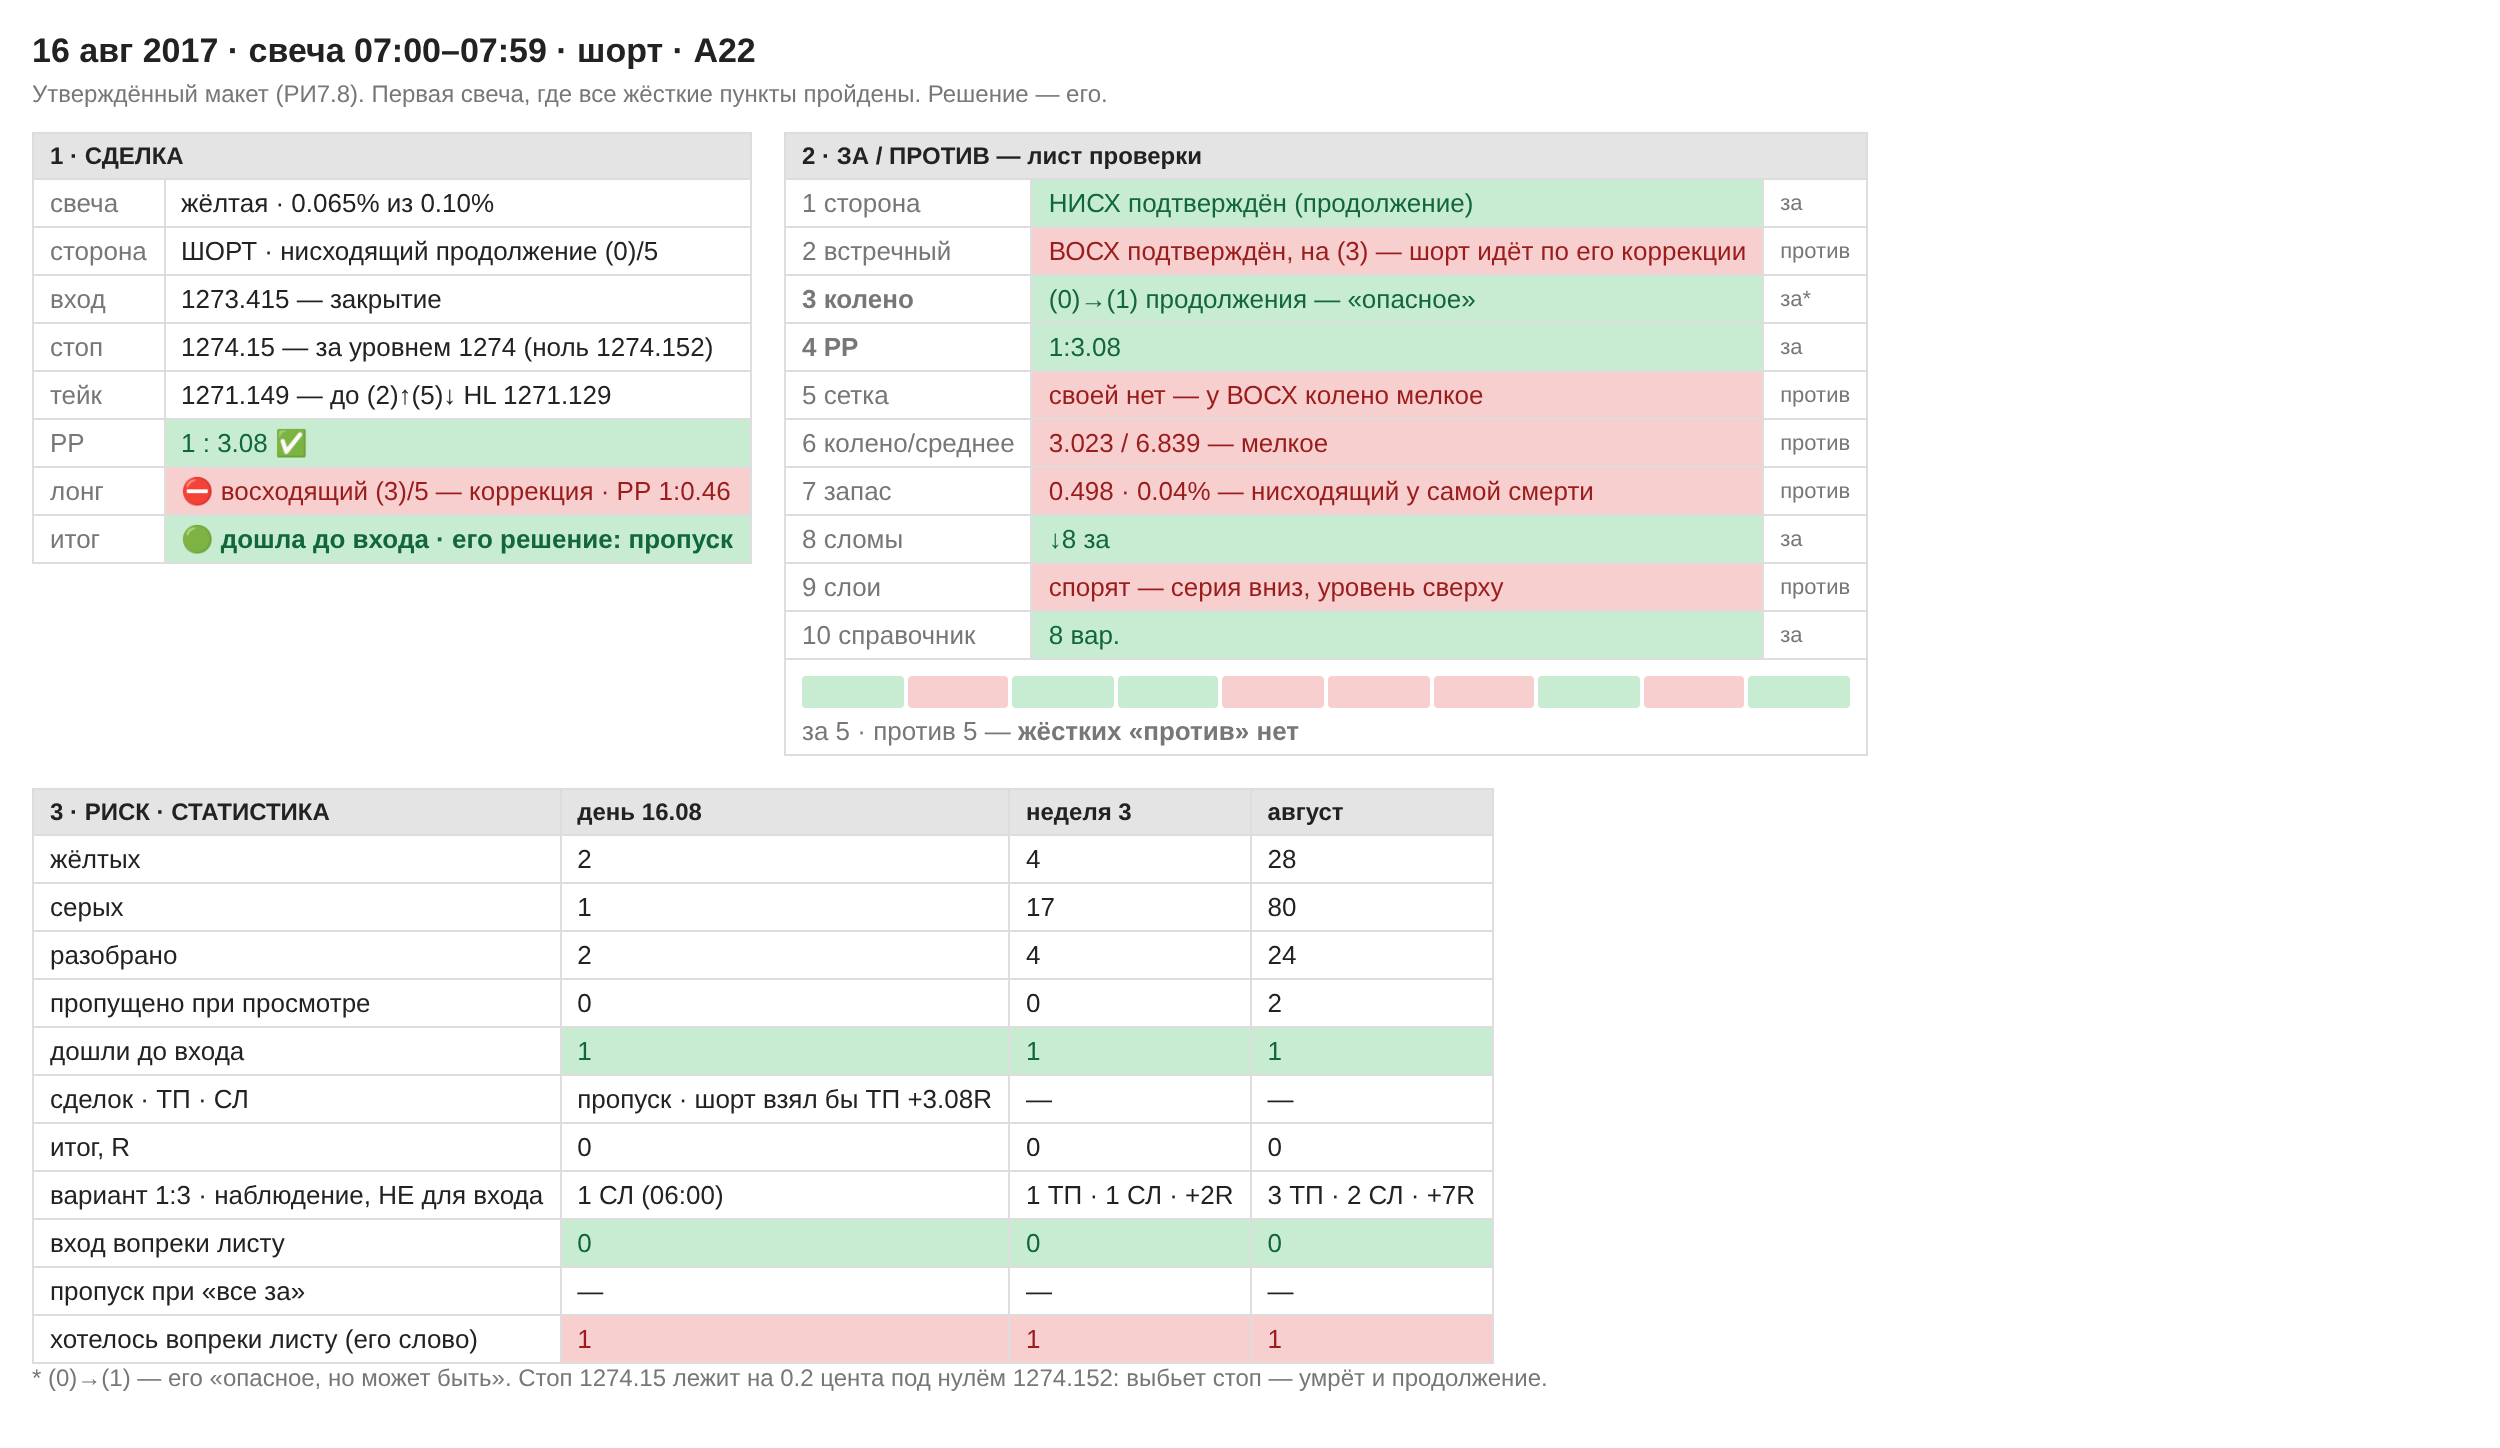 16 авг 2017 · свеча 07:00–07:59 · шорт · А22
Утверждённый макет (РИ7.8). Первая свеча, где все жёсткие пункты пройдены. Решение — его.
1 · СДЕЛКА
свеча жёлтая · 0.065% из 0.10%
сторона ШОРТ · нисходящий продолжение (0)/5
вход 1273.415 — закрытие
стоп 1274.15 — за уровнем 1274 (ноль 1274.152)
тейк 1271.149 — до (2)↑(5)↓ HL 1271.129
РР 1 : 3.08 ✅
лонг ⛔ восходящий (3)/5 — коррекция · РР 1:0.46
итог 🟢 дошла до входа · его решение: пропуск
2 · ЗА / ПРОТИВ — лист проверки
1 сторона НИСХ подтверждён (продолжение) за
2 встречный ВОСХ подтверждён, на (3) — шорт идёт по его коррекции против
3 колено (0)→(1) продолжения — «опасное» за*
4 РР 1:3.08 за
5 сетка своей нет — у ВОСХ колено мелкое против
6 колено/среднее 3.023 / 6.839 — мелкое против
7 запас 0.498 · 0.04% — нисходящий у самой смерти против
8 сломы ↓8 за за
9 слои спорят — серия вниз, уровень сверху против
10 справочник 8 вар. за
за 5 · против 5 — жёстких «против» нет
3 · РИСК · СТАТИСТИКА день 16.08 неделя 3 август
жёлтых 2 4 28
серых 1 17 80
разобрано 2 4 24
пропущено при просмотре 0 0 2
дошли до входа 1 1 1
сделок · ТП · СЛ пропуск · шорт взял бы ТП +3.08R — —
итог, R 0 0 0
вариант 1:3 · наблюдение, НЕ для входа 1 СЛ (06:00) 1 ТП · 1 СЛ · +2R 3 ТП · 2 СЛ · +7R
вход вопреки листу 0 0 0
пропуск при «все за» — — —
хотелось вопреки листу (его слово) 1 1 1
* (0)→(1) — его «опасное, но может быть». Стоп 1274.15 лежит на 0.2 цента под нулём 1274.152: выбьет стоп — умрёт и продолжение.